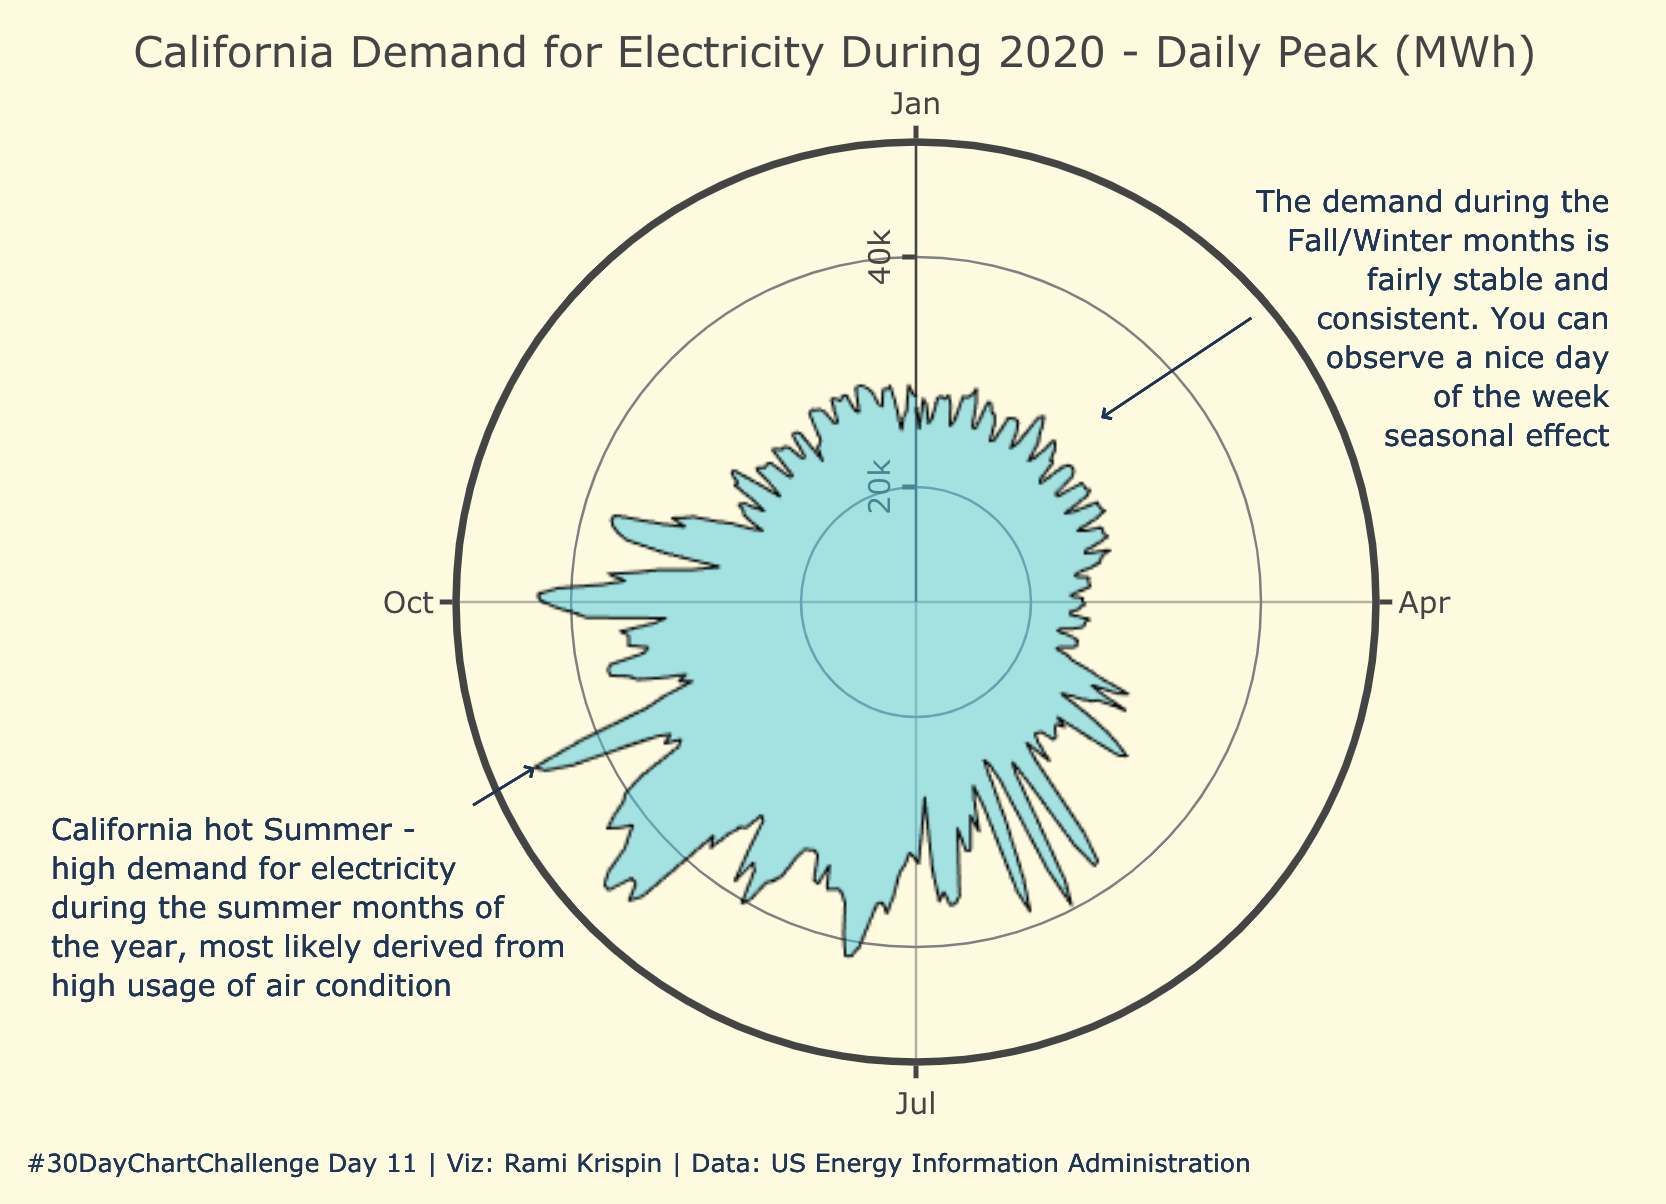 California Demand for Electricity During 2020 - Daily Peak (MWh)
Jan
The demand during the
Fall/Winter months is
fairly stable and
consistent. You can
observe a nice day
of the week
seasonal effect
40k
20k
Oct
Apr
California hot Summer -
high demand for electricity
during the summer months of
the year, most likely derived from
high usage of air condition
Jul
#30DayChartChallenge Day 11 | Viz: Rami Krispin | Data: US Energy Information Administration